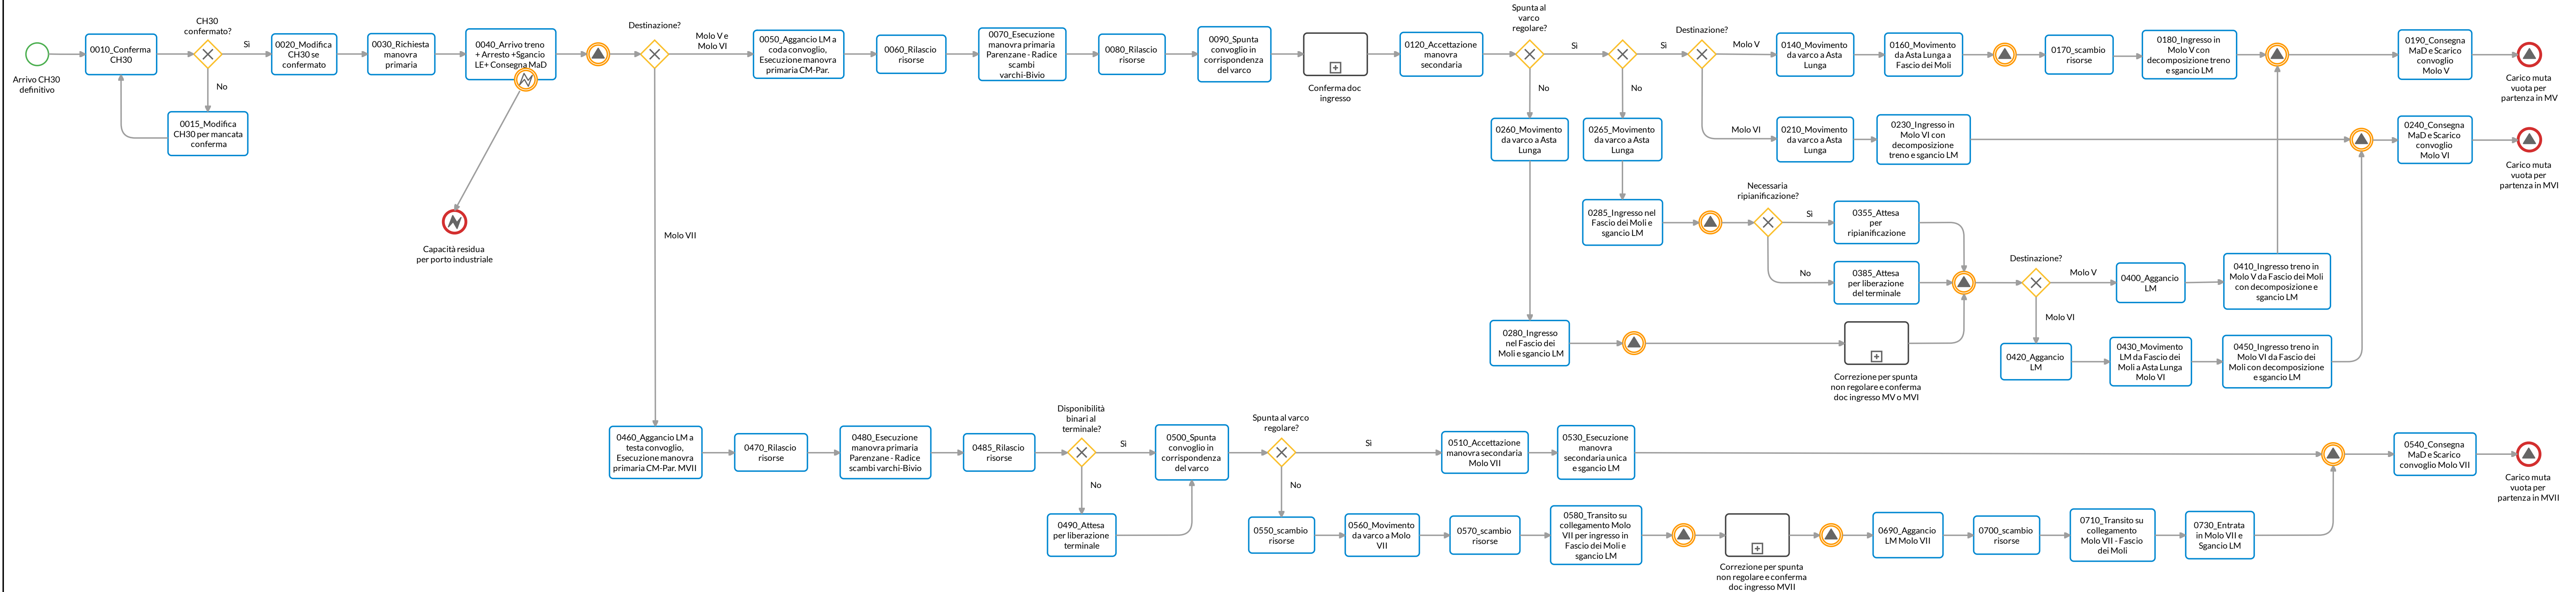 Arrivo CH30
definitivo
0010_Conferma
CH30
CH30
confermato?
Sì
No
0015_Modifica
CH30 per mancata
conferma
0020_Modifica
CH30 se
confermato
0030_Richiesta
manovra
primaria
0040_Arrivo treno
+ Arresto +Sgancio
LE+ Consegna MaD
Capacità residua
per porto industriale
Destinazione?
Molo V e
Molo VI
Molo VII
0050_Aggancio LM a
coda convoglio,
Esecuzione manovra
primaria CM-Par.
0060_Rilascio
risorse
0070_Esecuzione
manovra primaria
Parenzane - Radice
scambi
varchi-Bivio
0080_Rilascio
risorse
0090_Spunta
convoglio in
corrispondenza
del varco
Conferma doc
ingresso
0120_Accettazione
manovra
secondaria
Spunta al
varco
regolare?
Sì
No
Sì
No
Destinazione?
Molo V
Molo VI
0140_Movimento
da varco a Asta
Lunga
0160_Movimento
da Asta Lunga a
Fascio dei Moli
0170_scambio
risorse
0180_Ingresso in
Molo V con
decomposizione treno
e sgancio LM
0190_Consegna
MaD e Scarico
convoglio
Molo V
Carico muta
vuota per
partenza in MV
0210_Movimento
da varco a Asta
Lunga
0230_Ingresso in
Molo VI con
decomposizione
treno e sgancio LM
0240_Consegna
MaD e Scarico
convoglio
Molo VI
Carico muta
vuota per
partenza in MVI
0260_Movimento
da varco a Asta
Lunga
0265_Movimento
da varco a Asta
Lunga
0285_Ingresso nel
Fascio dei Moli e
sgancio LM
Necessaria
ripianificazione?
Sì
No
0355_Attesa
per
ripianificazione
0385_Attesa
per liberazione
del terminale
0280_Ingresso
nel Fascio dei
Moli e sgancio LM
Correzione per spunta
non regolare e conferma
doc ingresso MV o MVI
Destinazione?
Molo V
Molo VI
0400_Aggancio
LM
0410_Ingresso treno in
Molo V da Fascio dei Moli
con decomposizione e
sgancio LM
0420_Aggancio
LM
0430_Movimento
LM da Fascio dei
Moli a Asta Lunga
Molo VI
0450_Ingresso treno in
Molo VI da Fascio dei
Moli con decomposizione
e sgancio LM
0460_Aggancio LM a
testa convoglio,
Esecuzione manovra
primaria CM-Par. MVII
0470_Rilascio
risorse
0480_Esecuzione
manovra primaria
Parenzane - Radice
scambi varchi-Bivio
0485_Rilascio
risorse
Disponibilità
binari al
terminale?
Sì
No
0490_Attesa
per liberazione
terminale
0500_Spunta
convoglio in
corrispondenza
del varco
Spunta al varco
regolare?
Sì
No
0510_Accettazione
manovra secondaria
Molo VII
0530_Esecuzione
manovra
secondaria unica
e sgancio LM
0540_Consegna
MaD e Scarico
convoglio Molo VII
Carico muta
vuota per
partenza in MVII
0550_scambio
risorse
0560_Movimento
da varco a Molo
VII
0570_scambio
risorse
0580_Transito su
collegamento Molo
VII per ingresso in
Fascio dei Moli e
sgancio LM
Correzione per spunta
non regolare e conferma
doc ingresso MVII
0690_Aggancio
LM Molo VII
0700_scambio
risorse
0710_Transito su
collegamento
Molo VII - Fascio
dei Moli
0730_Entrata
in Molo VII e
Sgancio LM